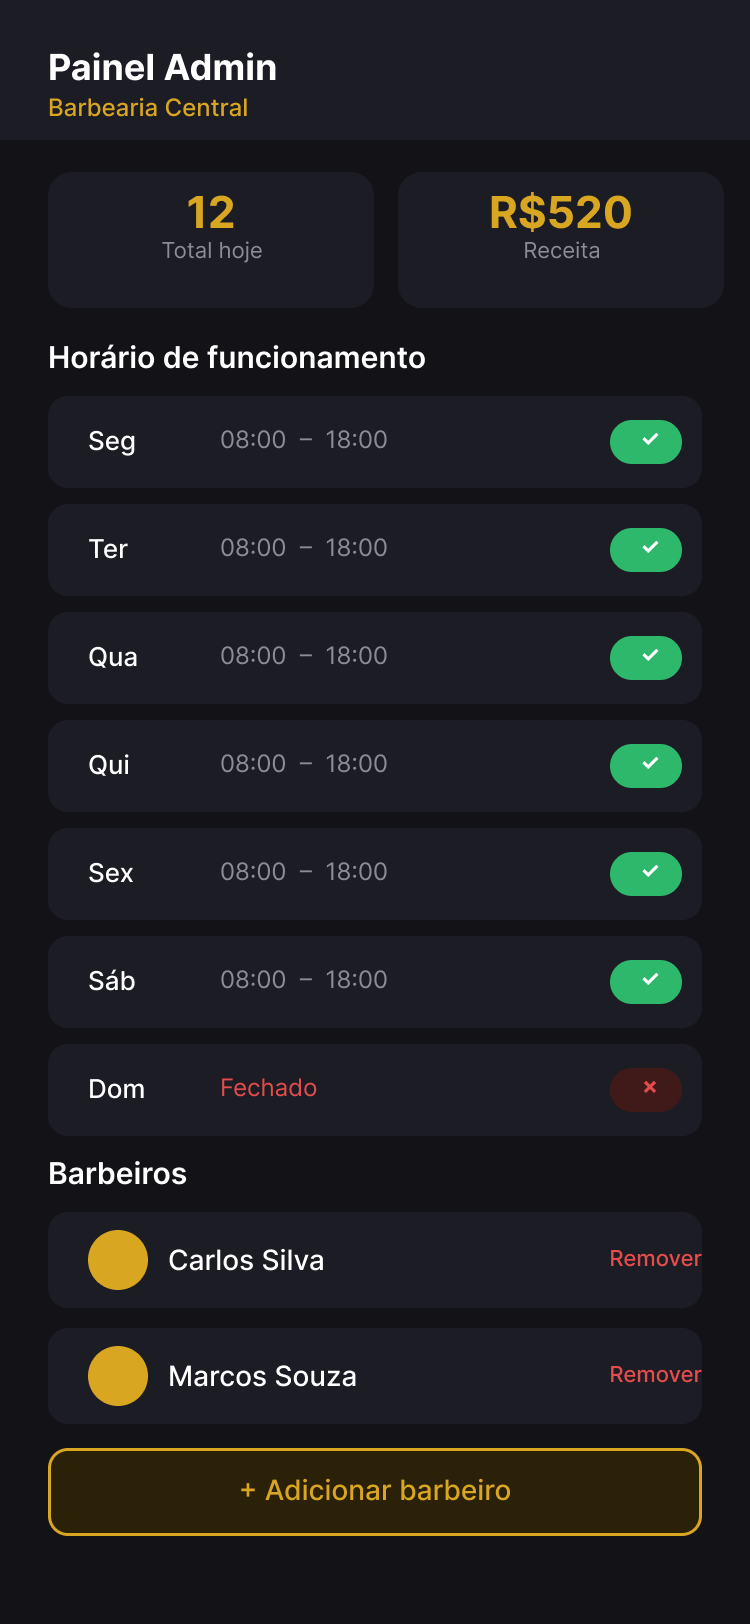 Painel Admin
Barbearia Central
12 R$520
Total hoje Receita
Horário de funcionamento
Seg 08:00 – 18:00 ✓
Ter 08:00 – 18:00 ✓
Qua 08:00 – 18:00 ✓
Qui 08:00 – 18:00 ✓
Sex 08:00 – 18:00 ✓
Sáb 08:00 – 18:00 ✓
Dom Fechado ×
Barbeiros
Carlos Silva Remover
Marcos Souza Remover
+ Adicionar barbeiro